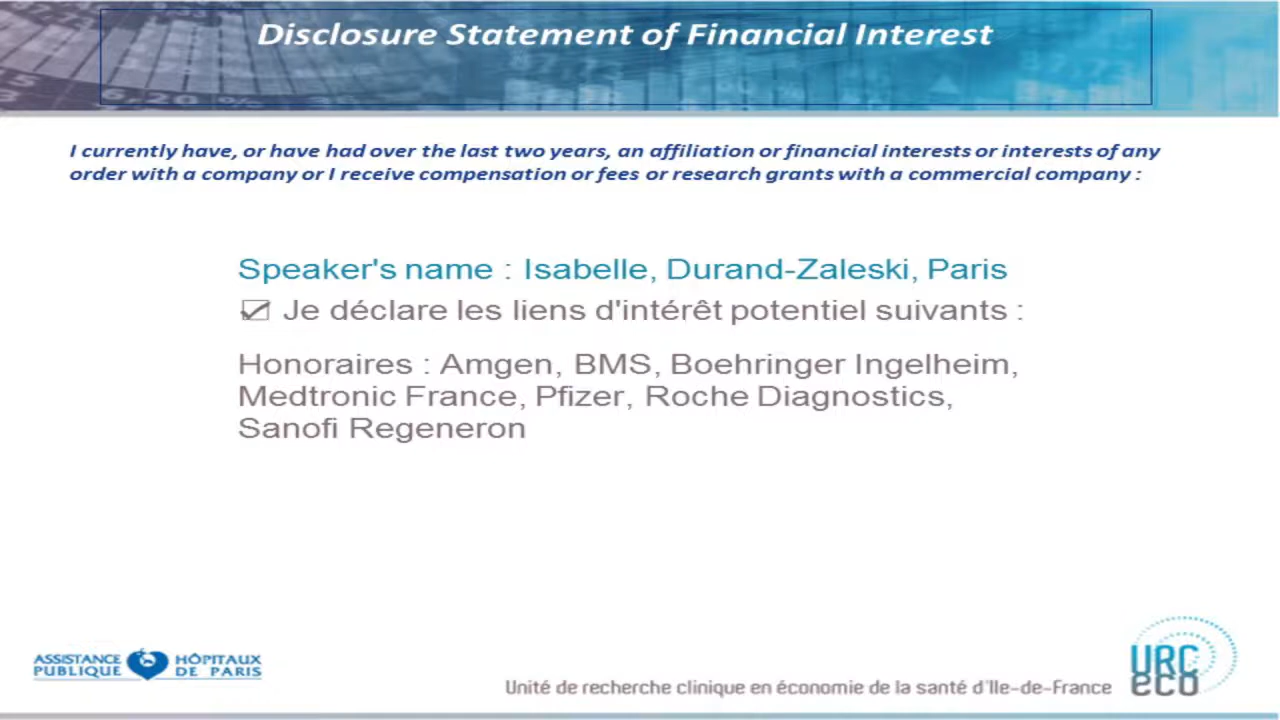 Disclosure Statement of Financial Interest
I currently have, or have had over the last two years, an affiliation or financial interests or interests of any
order with a company or I receive compensation or fees or research grants with a commercial company :
Speaker's name : Isabelle, Durand-Zaleski, Paris
Je déclare les liens d'intérêt potentiel suivants :
Honoraires : Amgen, BMS, Boehringer Ingelheim,
Medtronic France, Pfizer, Roche Diagnostics,
Sanofi Regeneron
ASSISTANCE HÔPITAUX
PUBLIQUE DE PARIS
Unité de recherche clinique en économie de la santé d'Ile-de-France
URC
eco